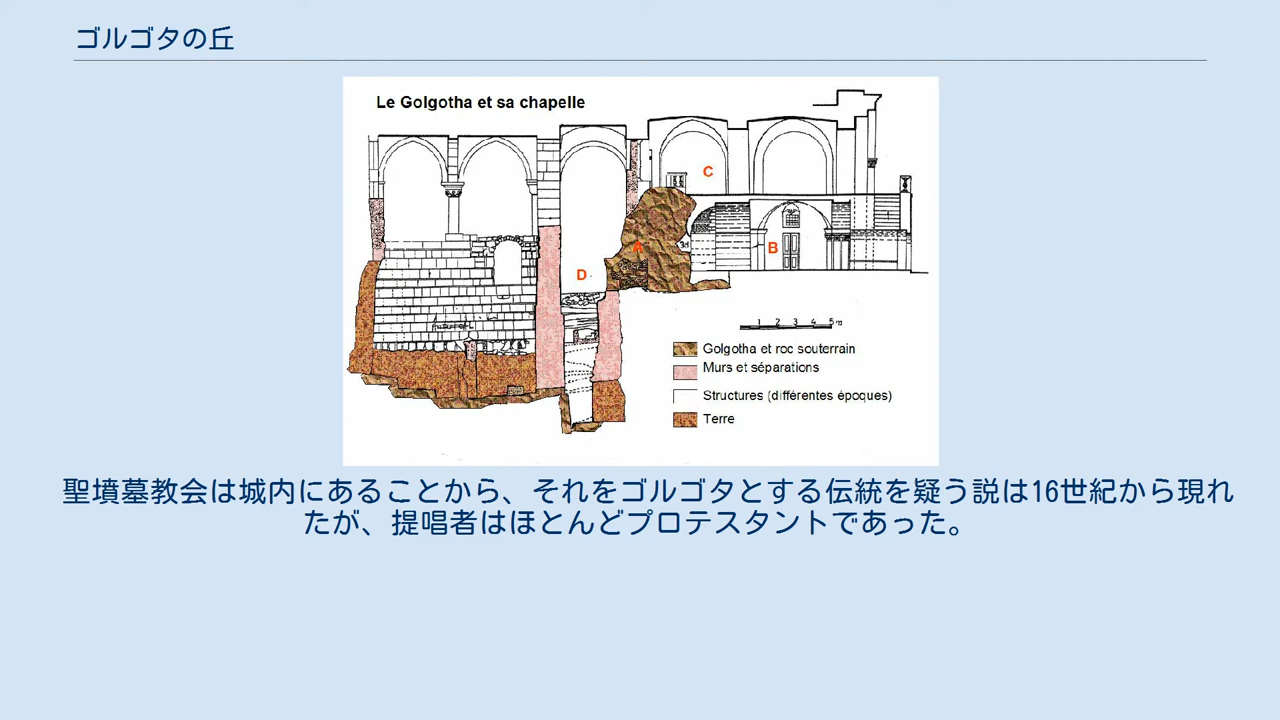 ゴルゴタの丘
Le Golgotha et sa chapelle
C
A
B
D
1 2 3 4 5 m
Golgotha et roc souterrain
Murs et séparations
Structures (différentes époques)
Terre
聖墳墓教会は城内にあることから、それをゴルゴタとする伝統を疑う説は16世紀から現れ
たが、提唱者はほとんどプロテスタントであった。